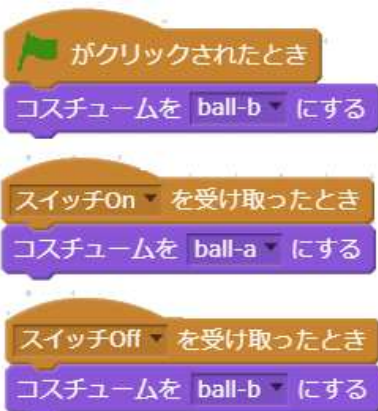 がクリックされたとき
コスチュームを ball-b にする
スイッチOn を受け取ったとき
コスチュームを ball-a にする
スイッチOff を受け取ったとき
コスチュームを ball-b にする